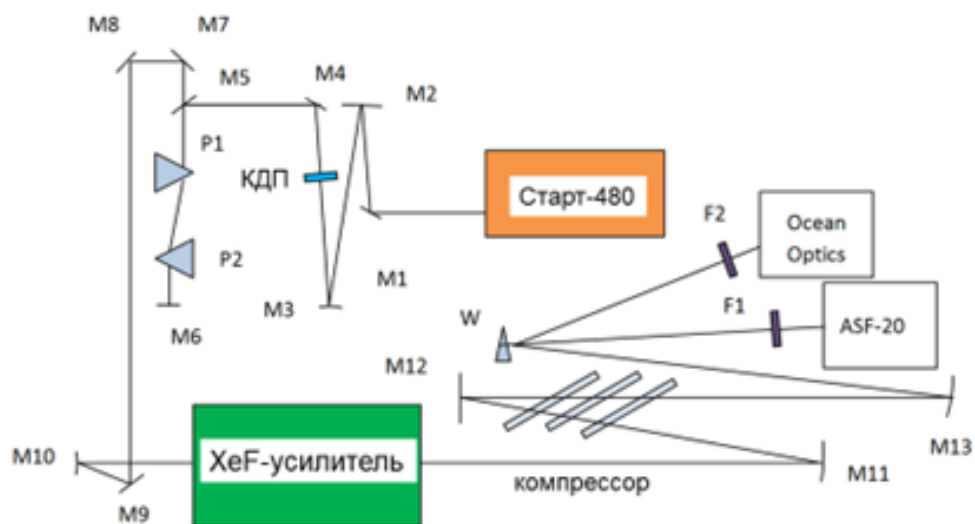 M8
M7
M5
M4
M2
P1
КДП
Старт-480
F2
Ocean
Optics
P2
M3
M1
M6
W
F1
ASF-20
M12
M13
M10
XeF-усилитель
M11
компрессор
M9